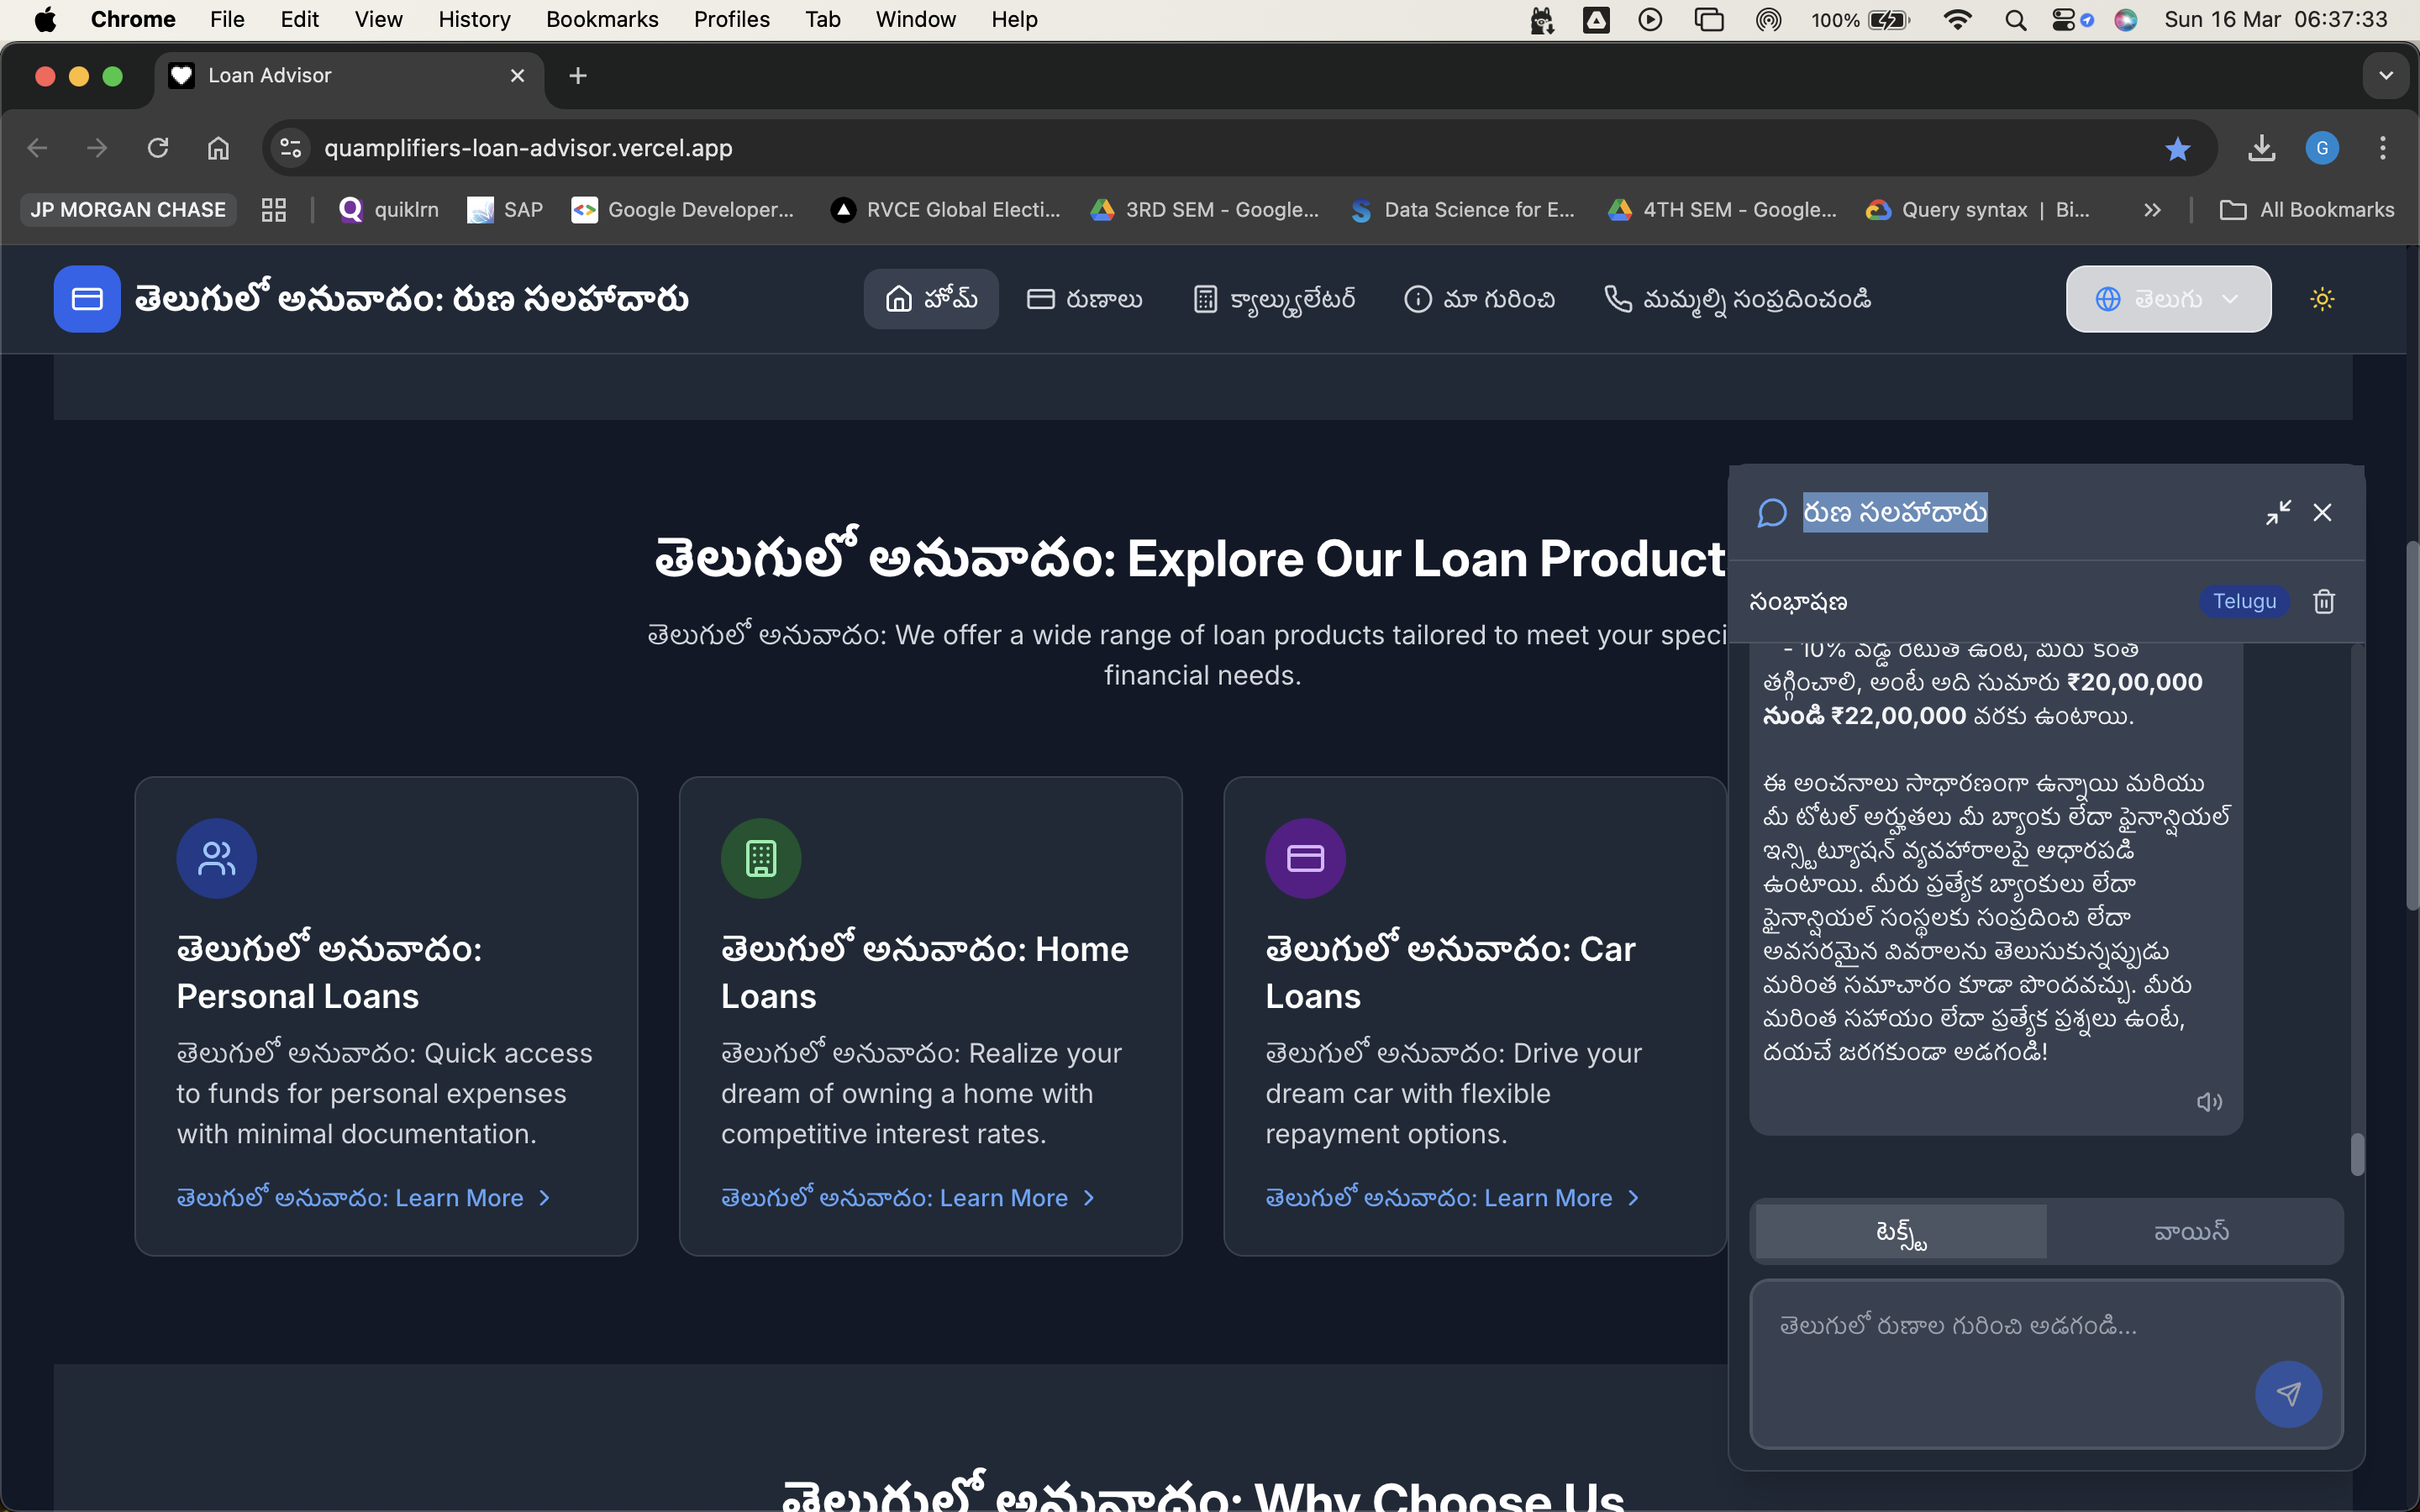 Chrome File Edit View History Bookmarks Profiles Tab Window Help 100% Sun 16 Mar 06:37:33
Loan Advisor
quamplifiers-loan-advisor.vercel.app G
JP MORGAN CHASE quiklrn SAP Google Developer... RVCE Global Electi... 3RD SEM - Google... Data Science for E... 4TH SEM - Google... Query syntax | Bi... All Bookmarks
తెలుగులో అనువాదం: రుణ సలహాదారు హోమ్ రుణాలు క్యాల్క్యులేటర్ మా గురించి మమ్మల్ని సంప్రదించండి తెలుగు
తెలుగులో అనువాదం: Explore Our Loan Product
తెలుగులో అనువాదం: We offer a wide range of loan products tailored to meet your speci
financial needs.
తెలుగులో అనువాదం:
Personal Loans
తెలుగులో అనువాదం: Quick access
to funds for personal expenses
with minimal documentation.
తెలుగులో అనువాదం: Learn More
తెలుగులో అనువాదం: Home
Loans
తెలుగులో అనువాదం: Realize your
dream of owning a home with
competitive interest rates.
తెలుగులో అనువాదం: Learn More
తెలుగులో అనువాదం: Car
Loans
తెలుగులో అనువాదం: Drive your
dream car with flexible
repayment options.
తెలుగులో అనువాదం: Learn More
తెలుగులో అనువాదం: Why Choose Us
రుణ సలహాదారు
సంభాషణ Telugu
- 10% వడ్డీ రేటుతో ఉంటే, మీరు కొంత
తగ్గించాలి, అంటే అది సుమారు ₹20,00,000
నుండి ₹22,00,000 వరకు ఉంటాయి.
ఈ అంచనాలు సాధారణంగా ఉన్నాయి మరియు
మీ టోటల్ అర్హతలు మీ బ్యాంకు లేదా ఫైనాన్షియల్
ఇన్స్టిట్యూషన్ వ్యవహారాలపై ఆధారపడి
ఉంటాయి. మీరు ప్రత్యేక బ్యాంకులు లేదా
ఫైనాన్షియల్ సంస్థలకు సంప్రదించి లేదా
అవసరమైన వివరాలను తెలుసుకున్నప్పుడు
మరింత సమాచారం కూడా పొందవచ్చు. మీరు
మరింత సహాయం లేదా ప్రత్యేక ప్రశ్నలు ఉంటే,
దయచే జరగకుండా అడగండి!
టెక్స్ట్ వాయిస్
తెలుగులో రుణాల గురించి అడగండి...